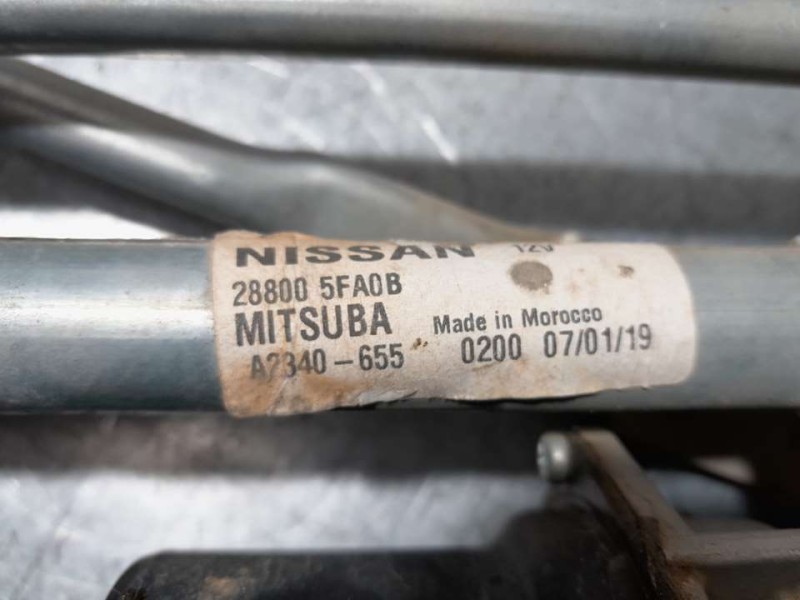 NISSAN 12V
28800 5FA0B
MITSUBA Made in Morocco
A2340-655 0200 07/01/19